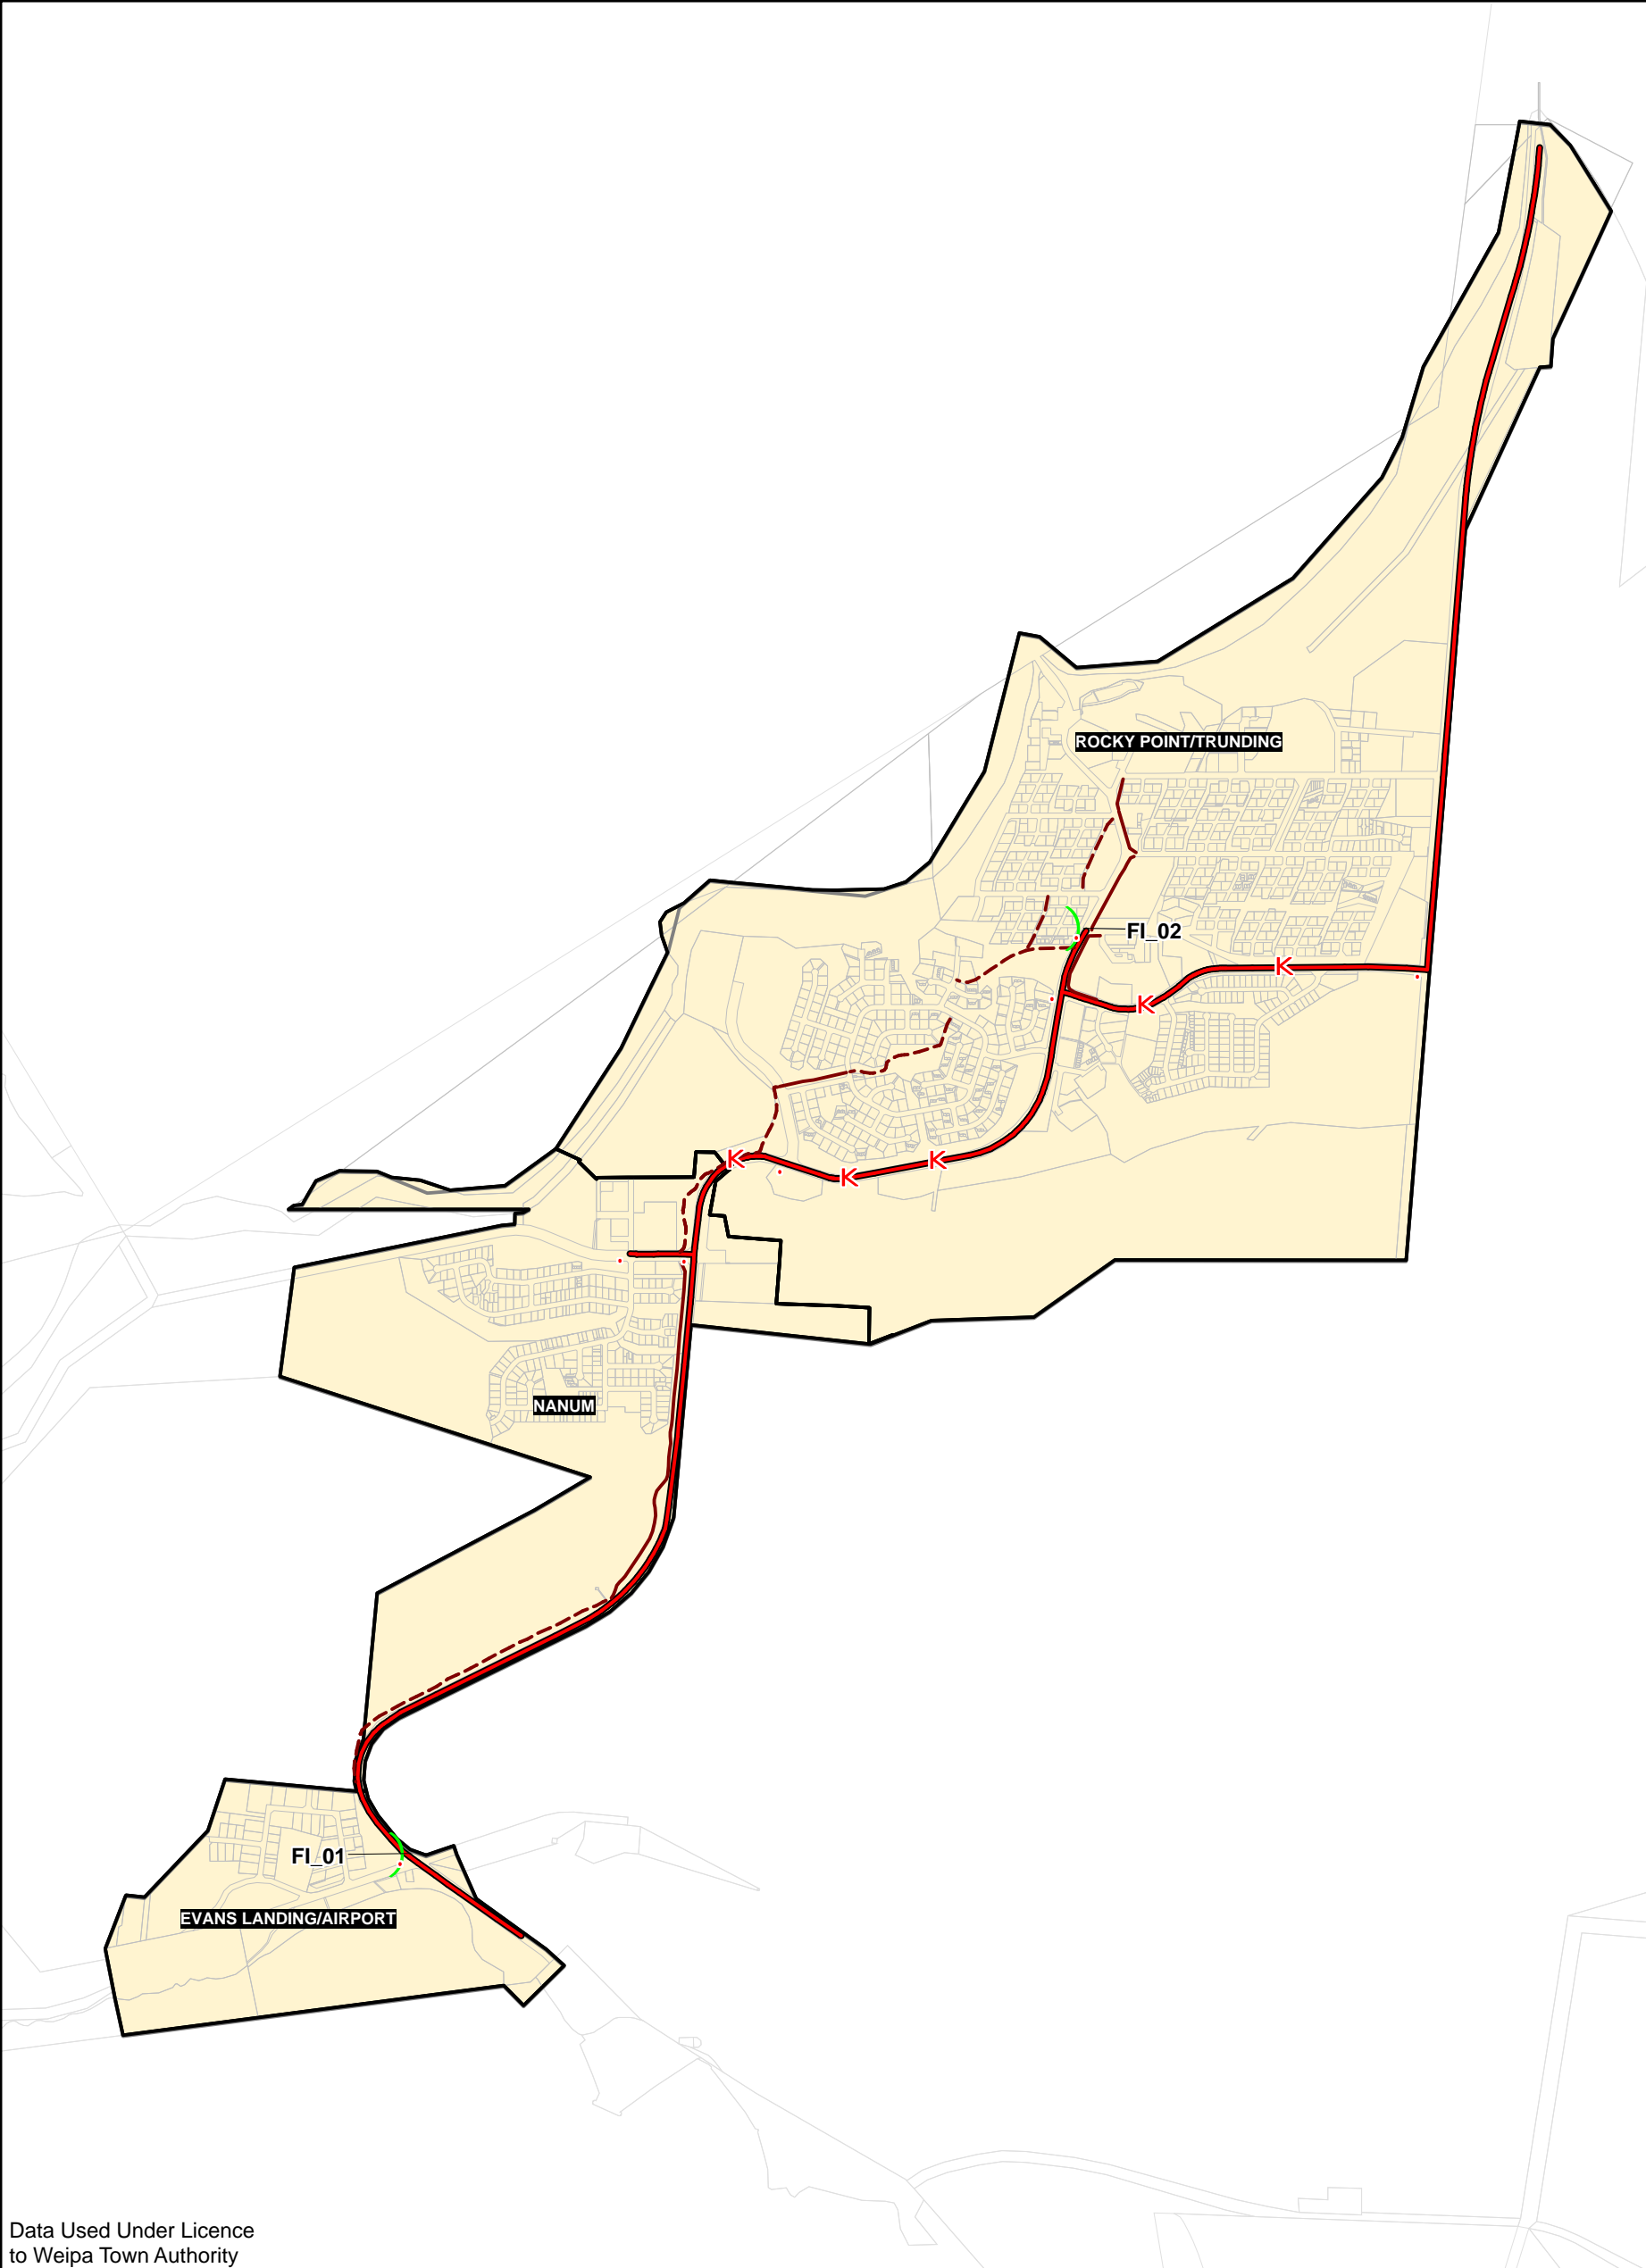 ROCKY POINT/TRUNDING
FI_02
K
K
K
K
K
NANUM
FI_01
EVANS LANDING/AIRPORT
Data Used Under Licence
to Weipa Town Authority